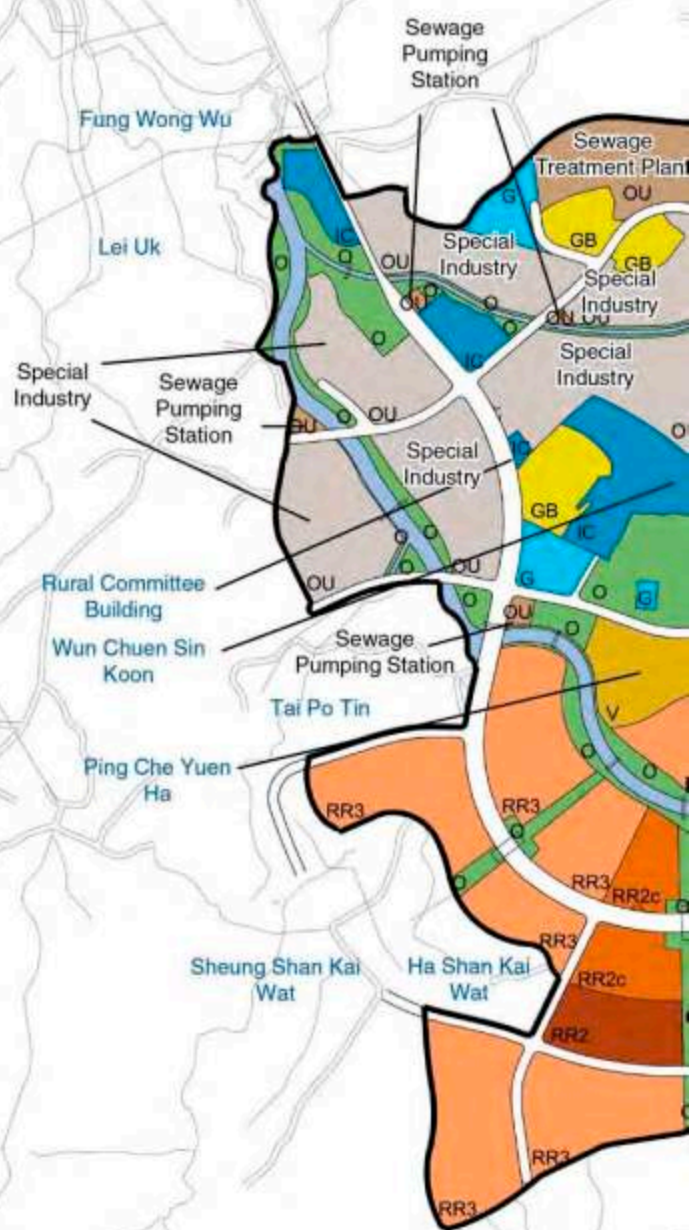 Sewage
Pumping
Station
Fung Wong Wu
Sewage
Treatment Plant
OU
G
GB
IC
Lei Uk
O
O
OU
Special
Industry
GB
Special
Industry
OU
O
O
O
OU
OU
O
IC
Special
Industry
Special
Industry
Sewage
Pumping
Station
O
OU
OU
O
Special
Industry
IC
GB
IC
O
O
O
OU
OU
G
O
G
Rural Committee
Building
O
OU
O
Wun Chuen Sin
Koon
Sewage
Pumping Station
Tai Po Tin
V
Ping Che Yuen
Ha
O
O
RR3
RR3
O
O
RR3
RR2c
O
RR3
Sheung Shan Kai
Wat
Ha Shan Kai
Wat
RR2c
RR2
RR3
RR3